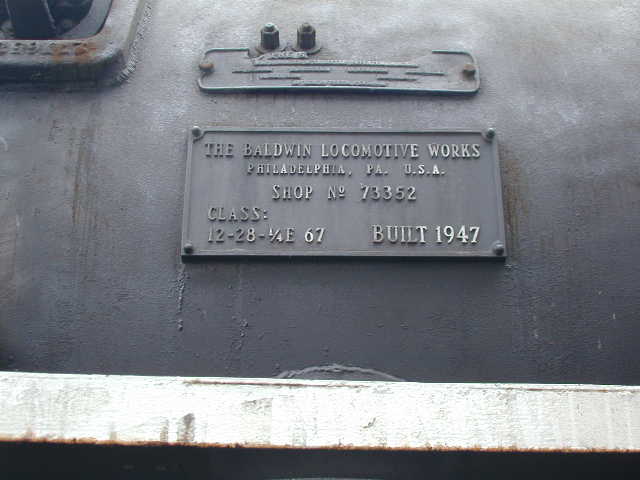 THE BALDWIN LOCOMOTIVE WORKS
PHILADELPHIA, PA. U.S.A.
SHOP Nº 73352
CLASS:
12-28-¼E 67 BUILT 1947